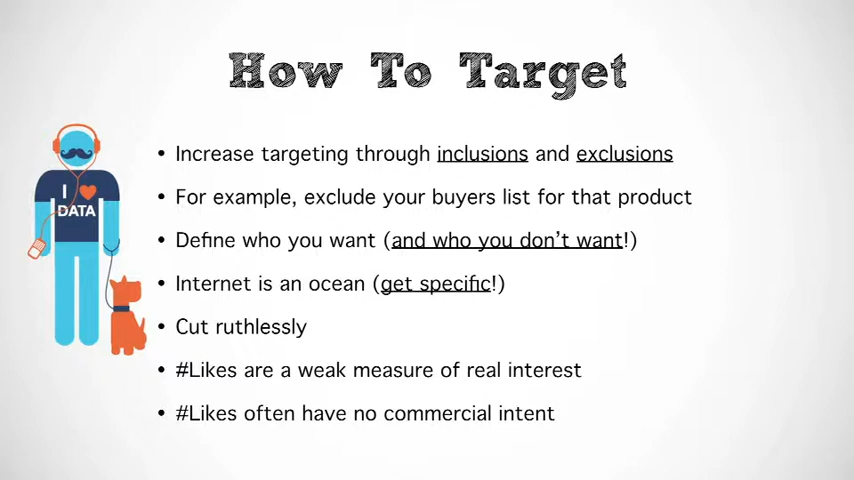 How To Target
• Increase targeting through inclusions and exclusions
• For example, exclude your buyers list for that product
• Define who you want (and who you don't want!)
• Internet is an ocean (get specific!)
• Cut ruthlessly
• #Likes are a weak measure of real interest
• #Likes often have no commercial intent
I
DATA